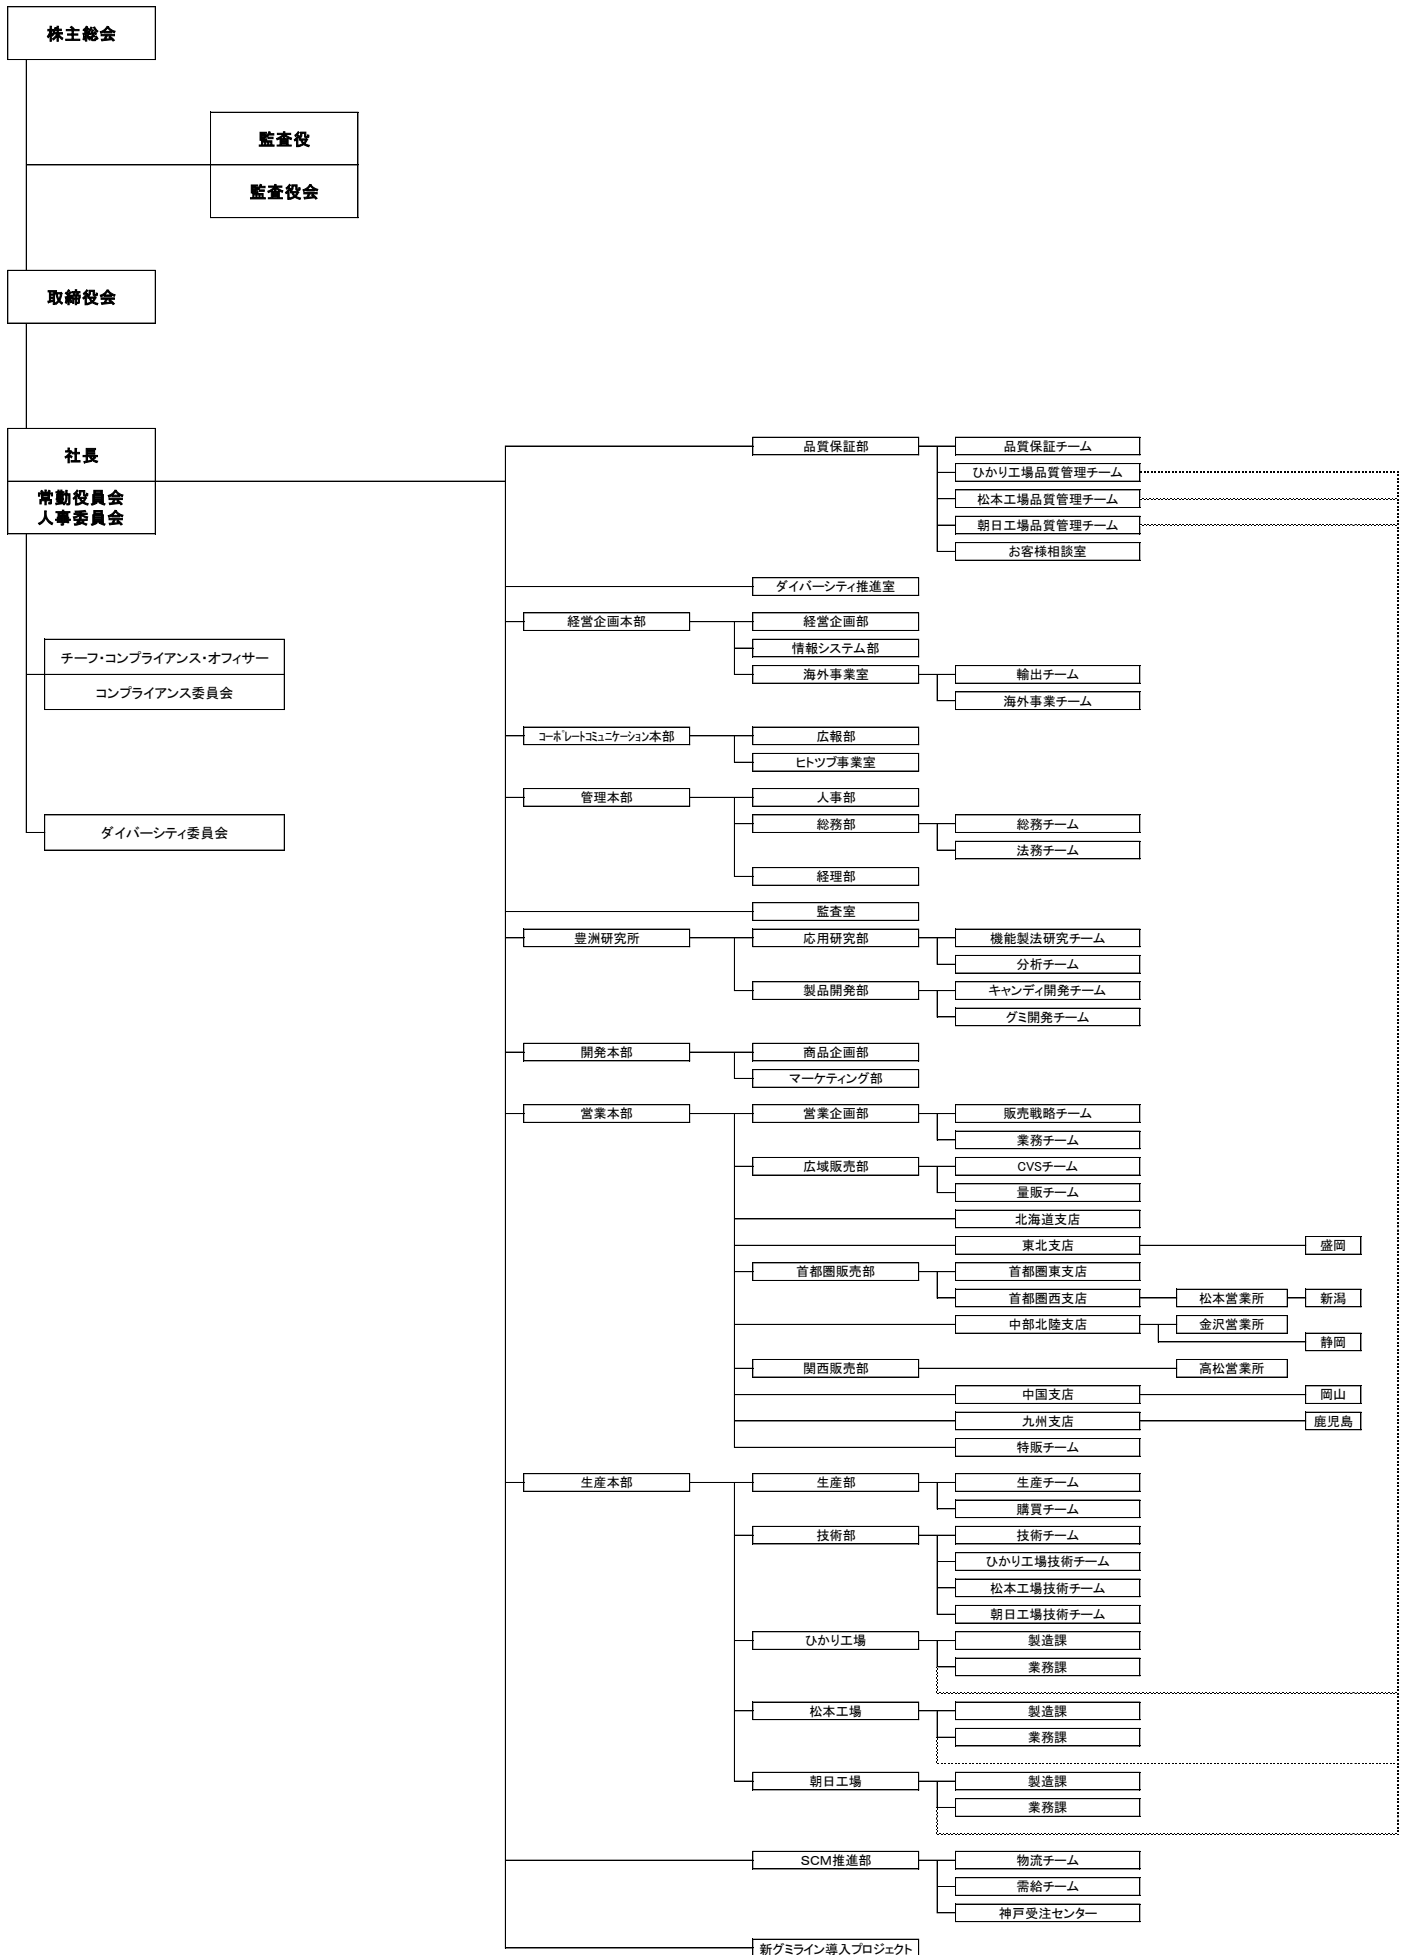 株主総会
監査役
監査役会
取締役会
社長
常勤役員会
人事委員会
チーフ・コンプライアンス・オフィサー
コンプライアンス委員会
ダイバーシティ委員会
品質保証部
品質保証チーム
ひかり工場品質管理チーム
松本工場品質管理チーム
朝日工場品質管理チーム
お客様相談室
ダイバーシティ推進室
経営企画本部
経営企画部
情報システム部
海外事業室
輸出チーム
海外事業チーム
コーポレートコミュニケーション本部
広報部
ヒトツブ事業室
管理本部
人事部
総務部
総務チーム
法務チーム
経理部
監査室
豊洲研究所
応用研究部
機能製法研究チーム
分析チーム
製品開発部
キャンディ開発チーム
グミ開発チーム
開発本部
商品企画部
マーケティング部
営業本部
営業企画部
販売戦略チーム
業務チーム
広域販売部
CVSチーム
量販チーム
北海道支店
東北支店
盛岡
首都圏販売部
首都圏東支店
首都圏西支店
松本営業所
新潟
中部北陸支店
金沢営業所
静岡
関西販売部
高松営業所
中国支店
岡山
九州支店
鹿児島
特販チーム
生産本部
生産部
生産チーム
購買チーム
技術部
技術チーム
ひかり工場技術チーム
松本工場技術チーム
朝日工場技術チーム
ひかり工場
製造課
業務課
松本工場
製造課
業務課
朝日工場
製造課
業務課
SCM推進部
物流チーム
需給チーム
神戸受注センター
新グミライン導入プロジェクト